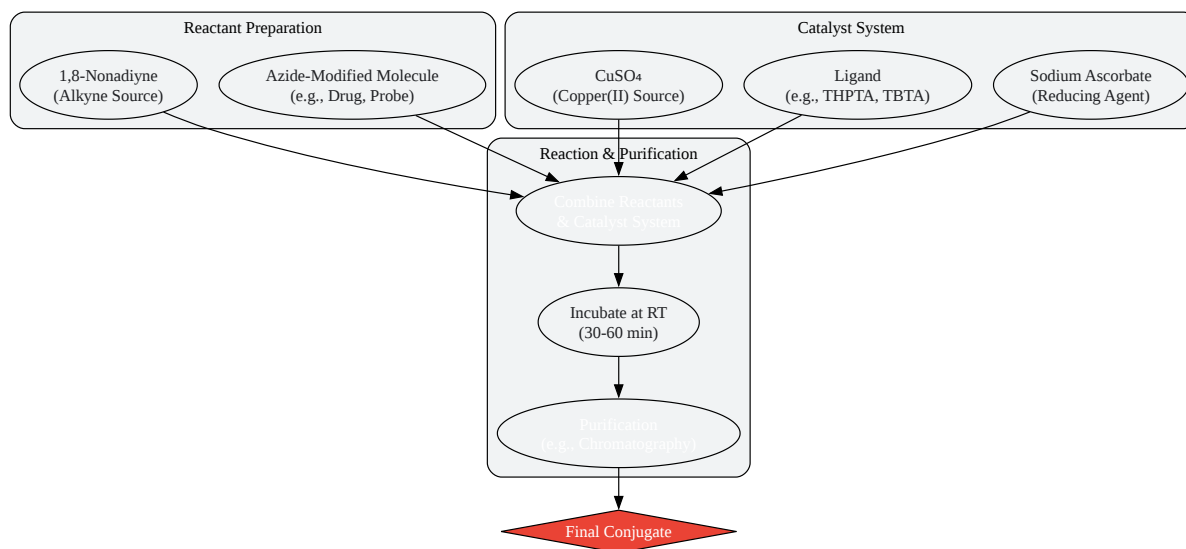 Reactant Preparation
1,8-Nonadiyne
(Alkyne Source)
Azide-Modified Molecule
(e.g., Drug, Probe)
Catalyst System
CuSO₄
(Copper(II) Source)
Ligand
(e.g., THPTA, TBTA)
Sodium Ascorbate
(Reducing Agent)
Reaction & Purification
Combine Reactants
& Catalyst System
Incubate at RT
(30-60 min)
Purification
(e.g., Chromatography)
Final Conjugate